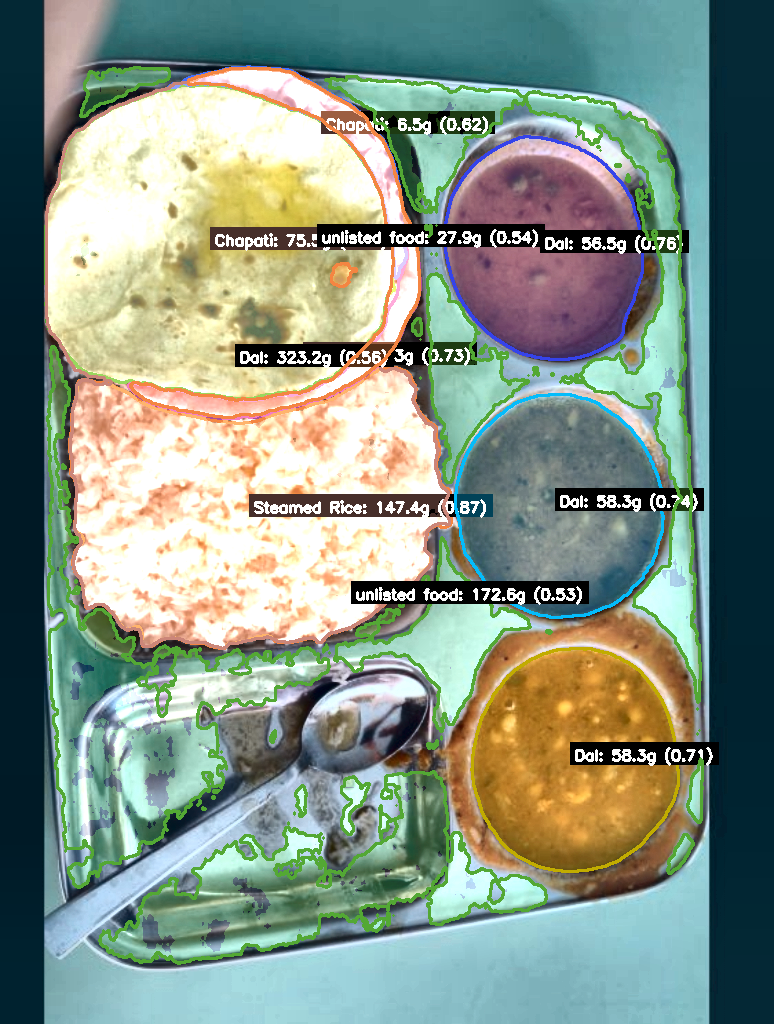 Chapati: 6.5g (0.62)
Chapati: 75.5
unlisted food: 27.9g (0.54)
Dal: 56.5g (0.76)
Dal: 323.2g (0.56)
3g (0.73)
Steamed Rice: 147.4g (0.87)
Dal: 58.3g (0.74)
unlisted food: 172.6g (0.53)
Dal: 58.3g (0.71)